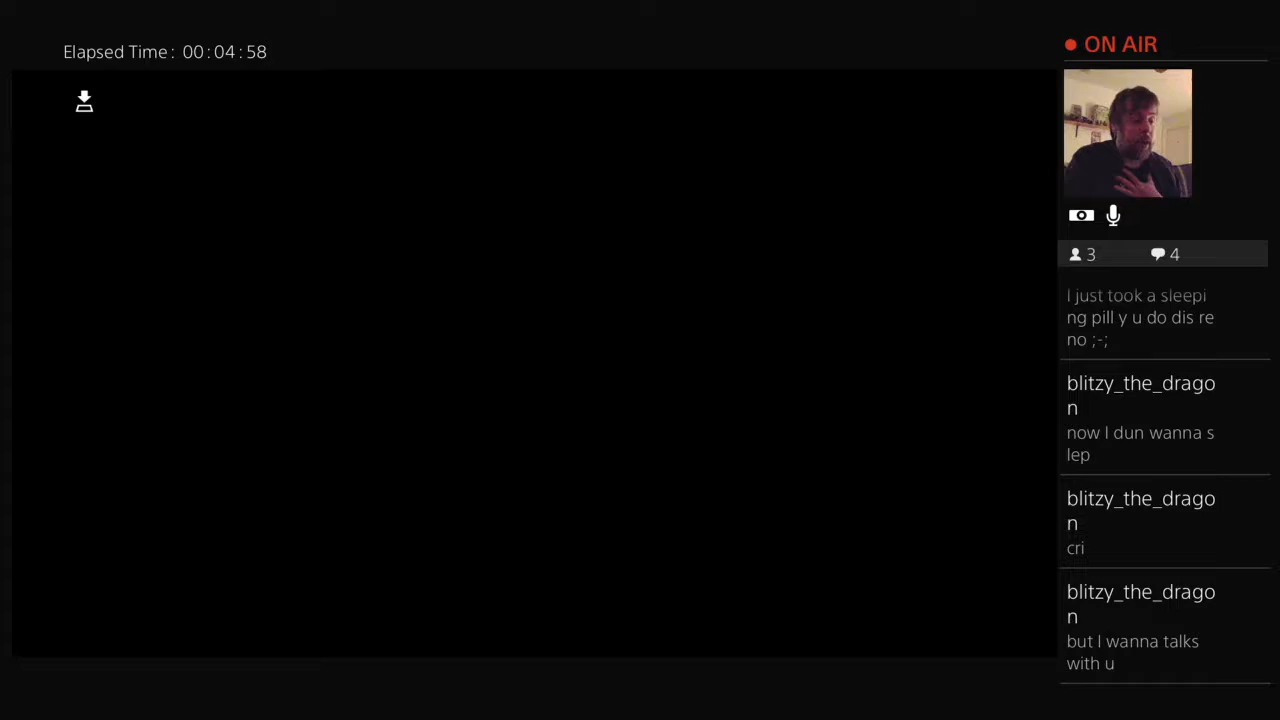 Elapsed Time: 00:04:58
ON AIR
3 4
I just took a sleepi
ng pill y u do dis re
no ;-;
blitzy_the_drago
n
now I dun wanna s
lep
blitzy_the_drago
n
cri
blitzy_the_drago
n
but I wanna talks
with u